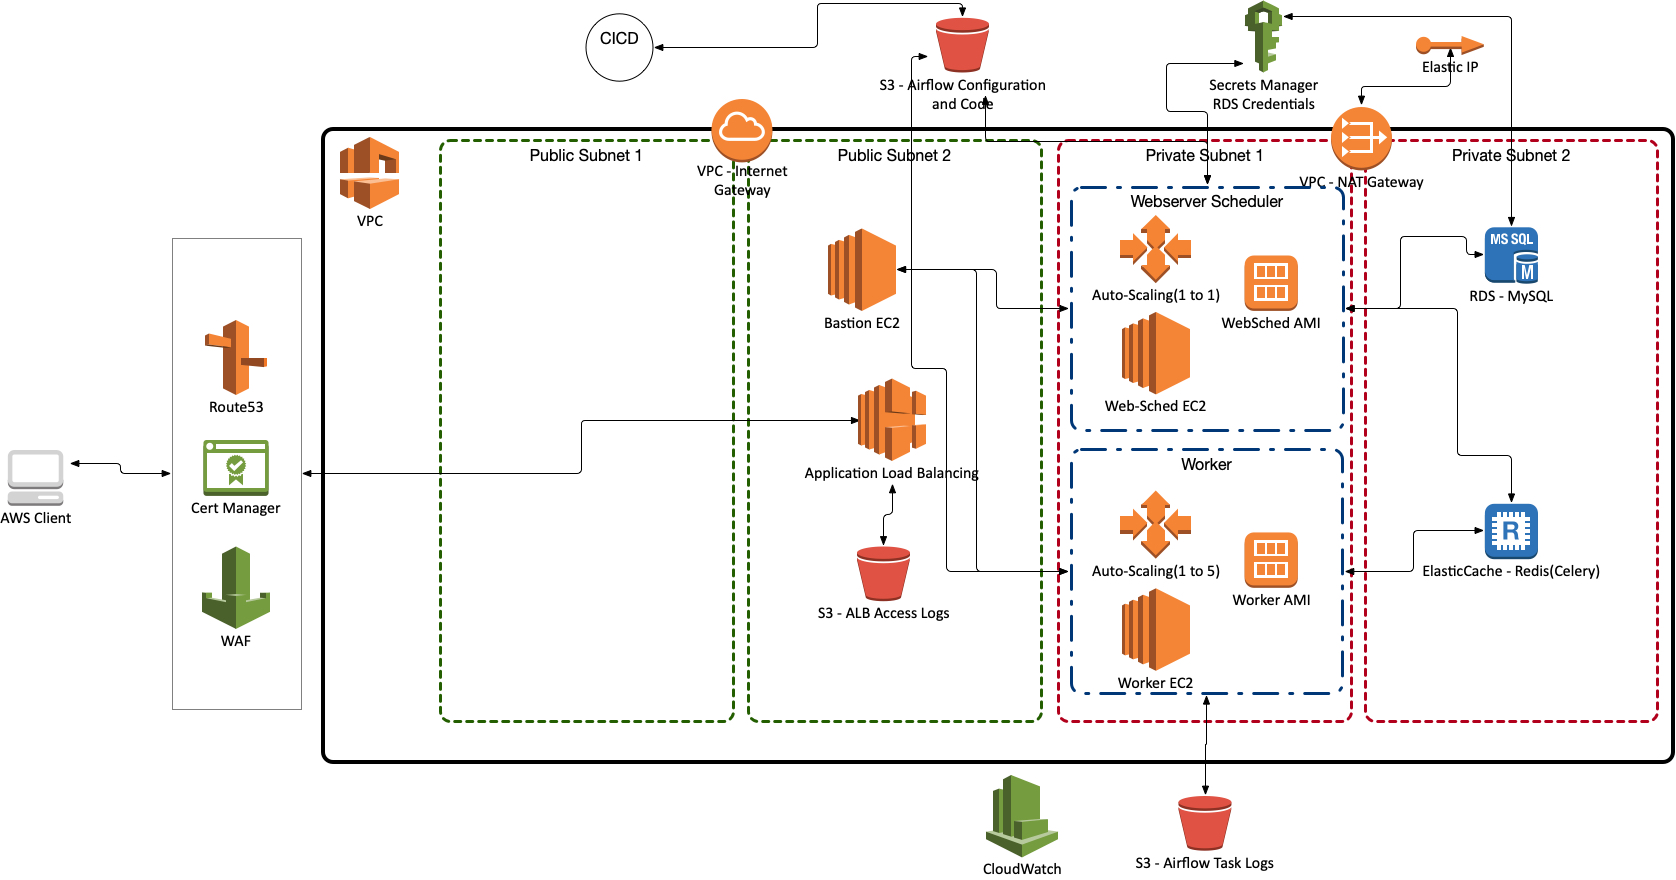 CICD
S3 - Airflow Configuration
and Code
Secrets Manager
RDS Credentials
Elastic IP
VPC
Public Subnet 1
VPC - Internet
Gateway
Public Subnet 2
Private Subnet 1
VPC - NAT Gateway
Private Subnet 2
Webserver Scheduler
Auto-Scaling(1 to 1)
WebSched AMI
Web-Sched EC2
MS SQL
M
RDS - MySQL
Bastion EC2
Route53
Cert Manager
WAF
AWS Client
Application Load Balancing
S3 - ALB Access Logs
Worker
Auto-Scaling(1 to 5)
Worker AMI
Worker EC2
R
ElasticCache - Redis(Celery)
CloudWatch
S3 - Airflow Task Logs